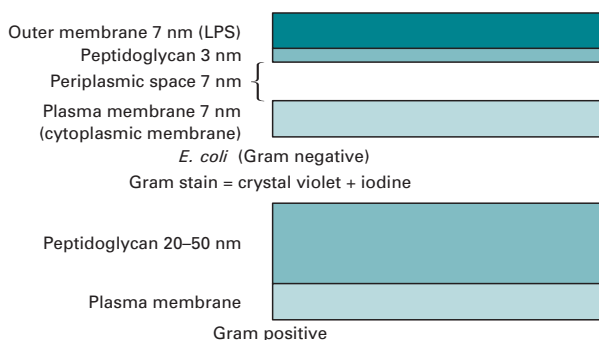 Outer membrane 7 nm (LPS)
Peptidoglycan 3 nm
Periplasmic space 7 nm
Plasma membrane 7 nm
(cytoplasmic membrane)
E. coli (Gram negative)
Gram stain = crystal violet + iodine
Peptidoglycan 20–50 nm
Plasma membrane
Gram positive